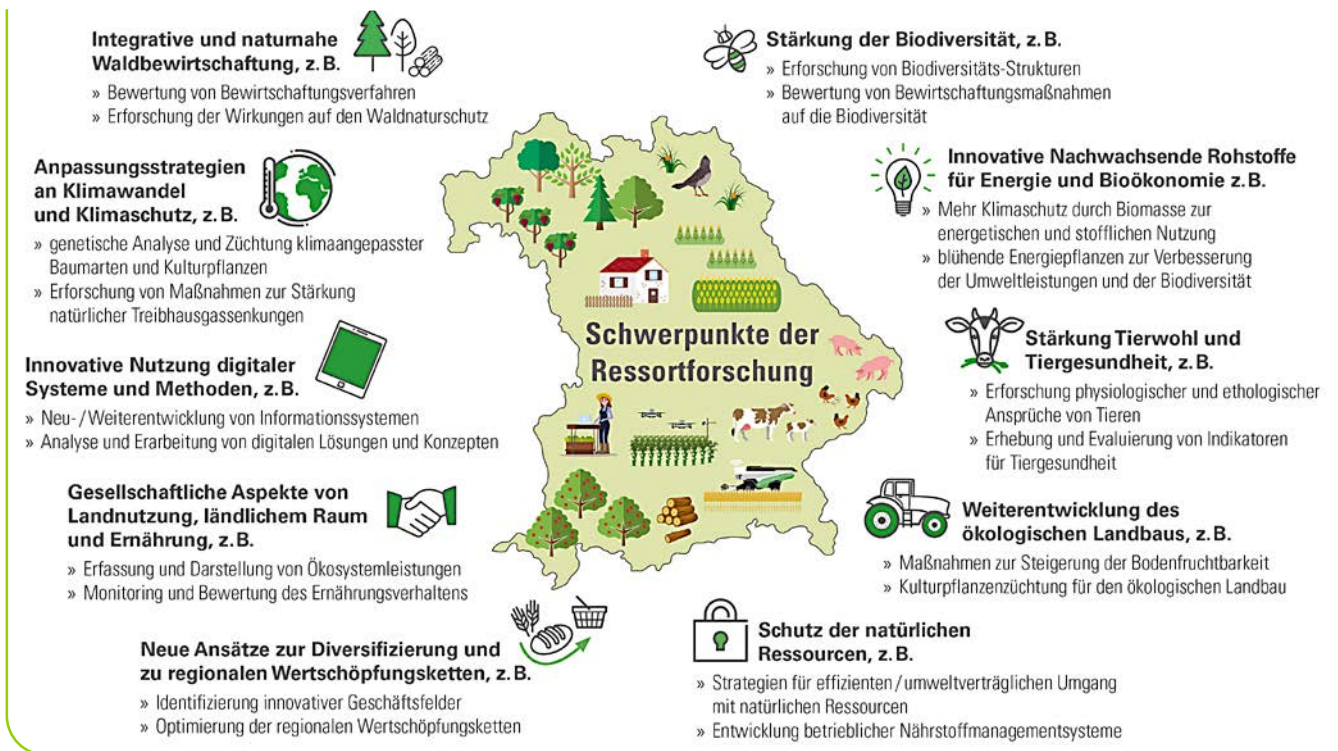 Integrative und naturnahe
Waldbewirtschaftung, z. B.
» Bewertung von Bewirtschaftungsverfahren
» Erforschung der Wirkungen auf den Waldnaturschutz
Anpassungsstrategien
an Klimawandel
und Klimaschutz, z. B.
» genetische Analyse und Züchtung klimaangepasster
Baumarten und Kulturpflanzen
» Erforschung von Maßnahmen zur Stärkung
natürlicher Treibhausgassenkungen
Innovative Nutzung digitaler
Systeme und Methoden, z. B.
» Neu-/Weiterentwicklung von Informationssystemen
» Analyse und Erarbeitung von digitalen Lösungen und Konzepten
Gesellschaftliche Aspekte von
Landnutzung, ländlichem Raum
und Ernährung, z. B.
» Erfassung und Darstellung von Ökosystemleistungen
» Monitoring und Bewertung des Ernährungsverhaltens
Neue Ansätze zur Diversifizierung und
zu regionalen Wertschöpfungsketten, z. B.
» Identifizierung innovativer Geschäftsfelder
» Optimierung der regionalen Wertschöpfungsketten
Schwerpunkte der
Ressortforschung
Stärkung der Biodiversität, z. B.
» Erforschung von Biodiversitäts-Strukturen
» Bewertung von Bewirtschaftungsmaßnahmen
auf die Biodiversität
Innovative Nachwachsende Rohstoffe
für Energie und Bioökonomie z. B.
» Mehr Klimaschutz durch Biomasse zur
energetischen und stofflichen Nutzung
» blühende Energiepflanzen zur Verbesserung
der Umweltleistungen und der Biodiversität
Stärkung Tierwohl und
Tiergesundheit, z. B.
» Erforschung physiologischer und ethologischer
Ansprüche von Tieren
» Erhebung und Evaluierung von Indikatoren
für Tiergesundheit
Weiterentwicklung des
ökologischen Landbaus, z. B.
» Maßnahmen zur Steigerung der Bodenfruchtbarkeit
» Kulturpflanzenzüchtung für den ökologischen Landbau
Schutz der natürlichen
Ressourcen, z. B.
» Strategien für effizienten/umweltverträglichen Umgang
mit natürlichen Ressourcen
» Entwicklung betrieblicher Nährstoffmanagementsysteme